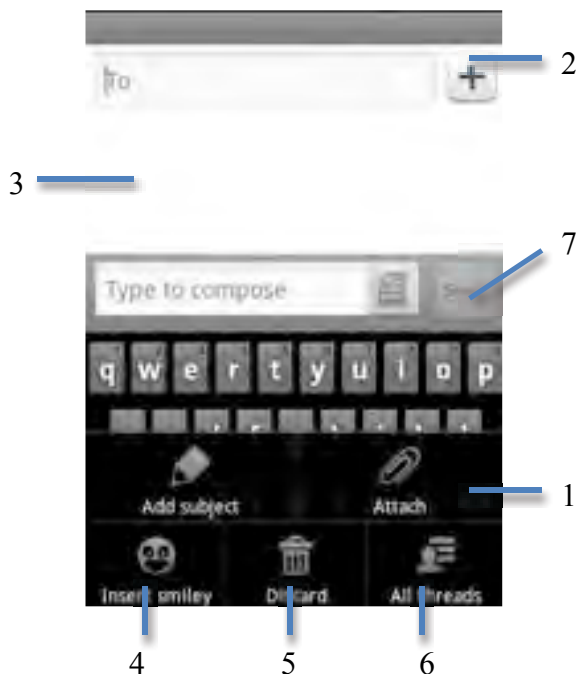 2
To
3
7
Type to compose
q w e r t y u i o p
1
Add subject Attach
Insert smiley Discard All threads
4 5 6